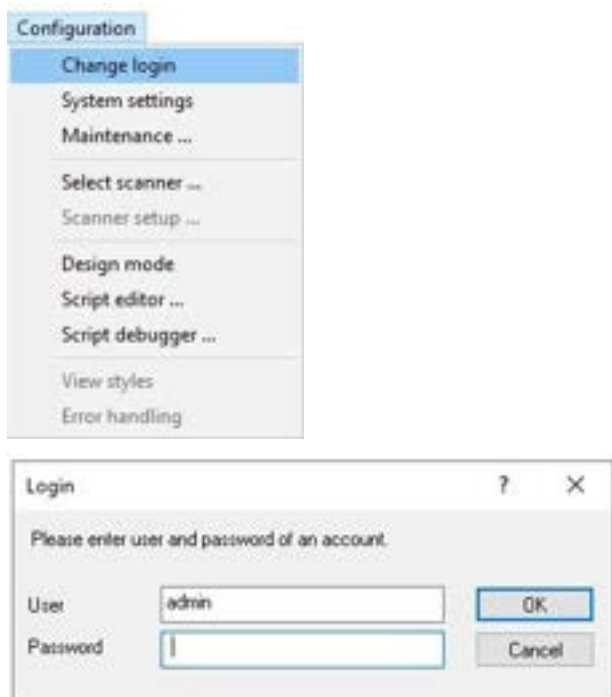 Configuration
Change login
System settings
Maintenance ...
Select scanner ...
Scanner setup ...
Design mode
Script editor ...
Script debugger ...
View styles
Error handling
Login ? ×
Please enter user and password of an account.
User admin OK
Password Cancel